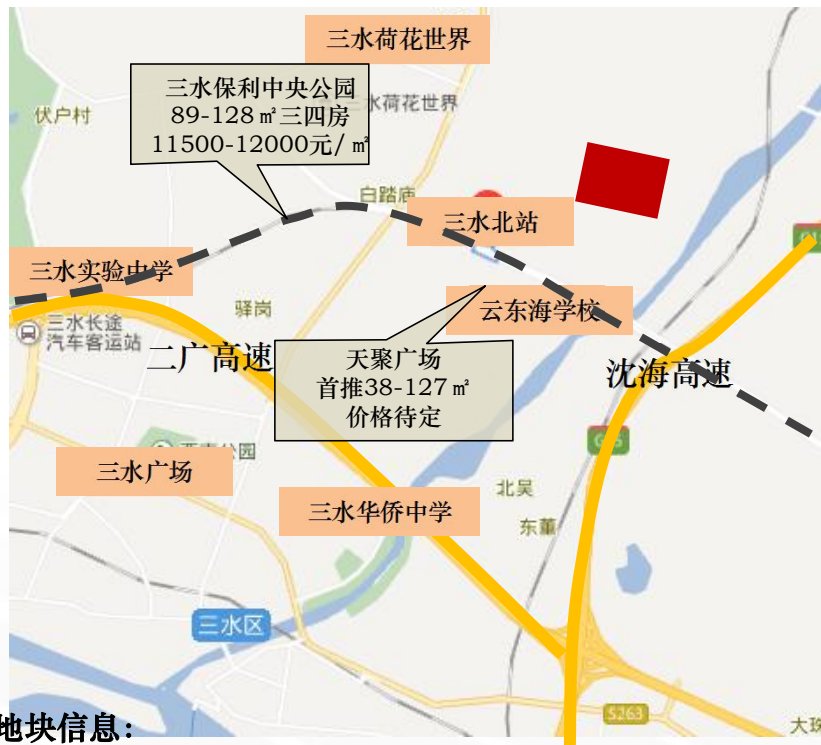 三水荷花世界
三水保利中央公园
89-128㎡三四房
11500-12000元/㎡
三水荷花世界
伏户村
白踏庙
三水北站
三水实验中学
驿岗
云东海学校
三水长途
汽车客运站
二广高速
天聚广场
首推38-127㎡
价格待定
沈海高速
三水广场
北吴
三水华侨中学
东董
三水区
S263
大珠
地块信息: